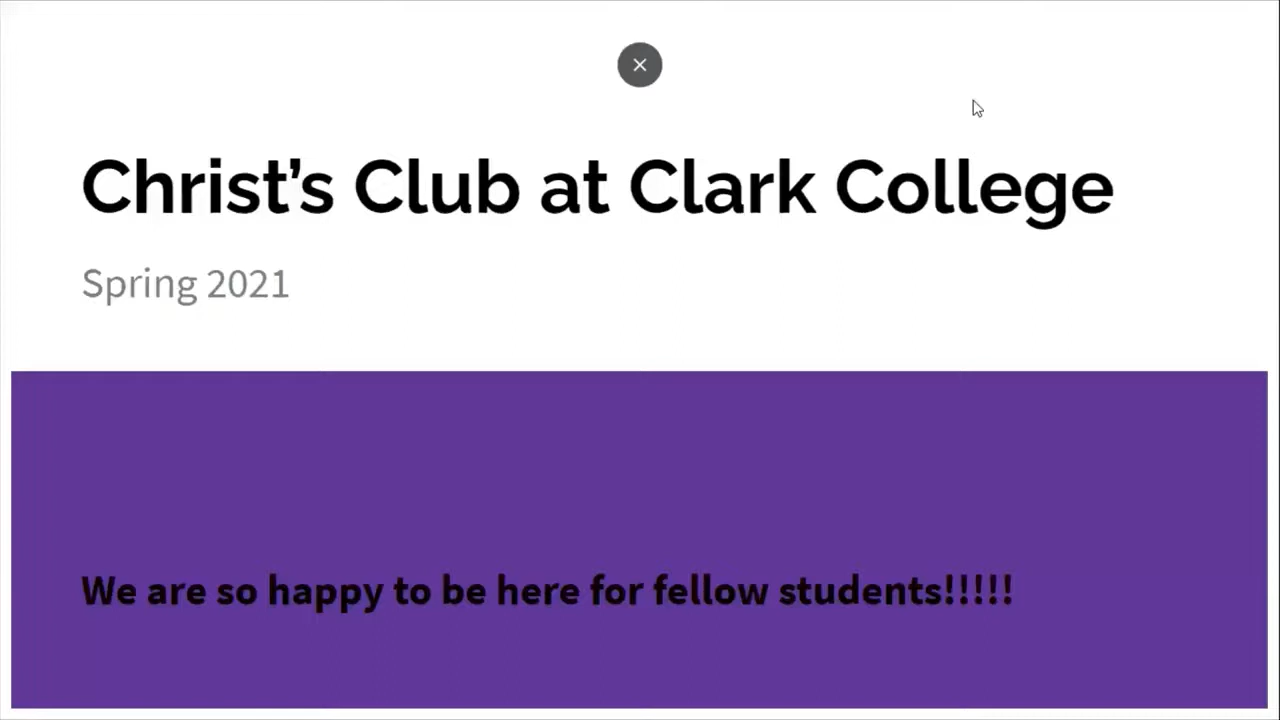 Christ’s Club at Clark College
Spring 2021
We are so happy to be here for fellow students!!!!!